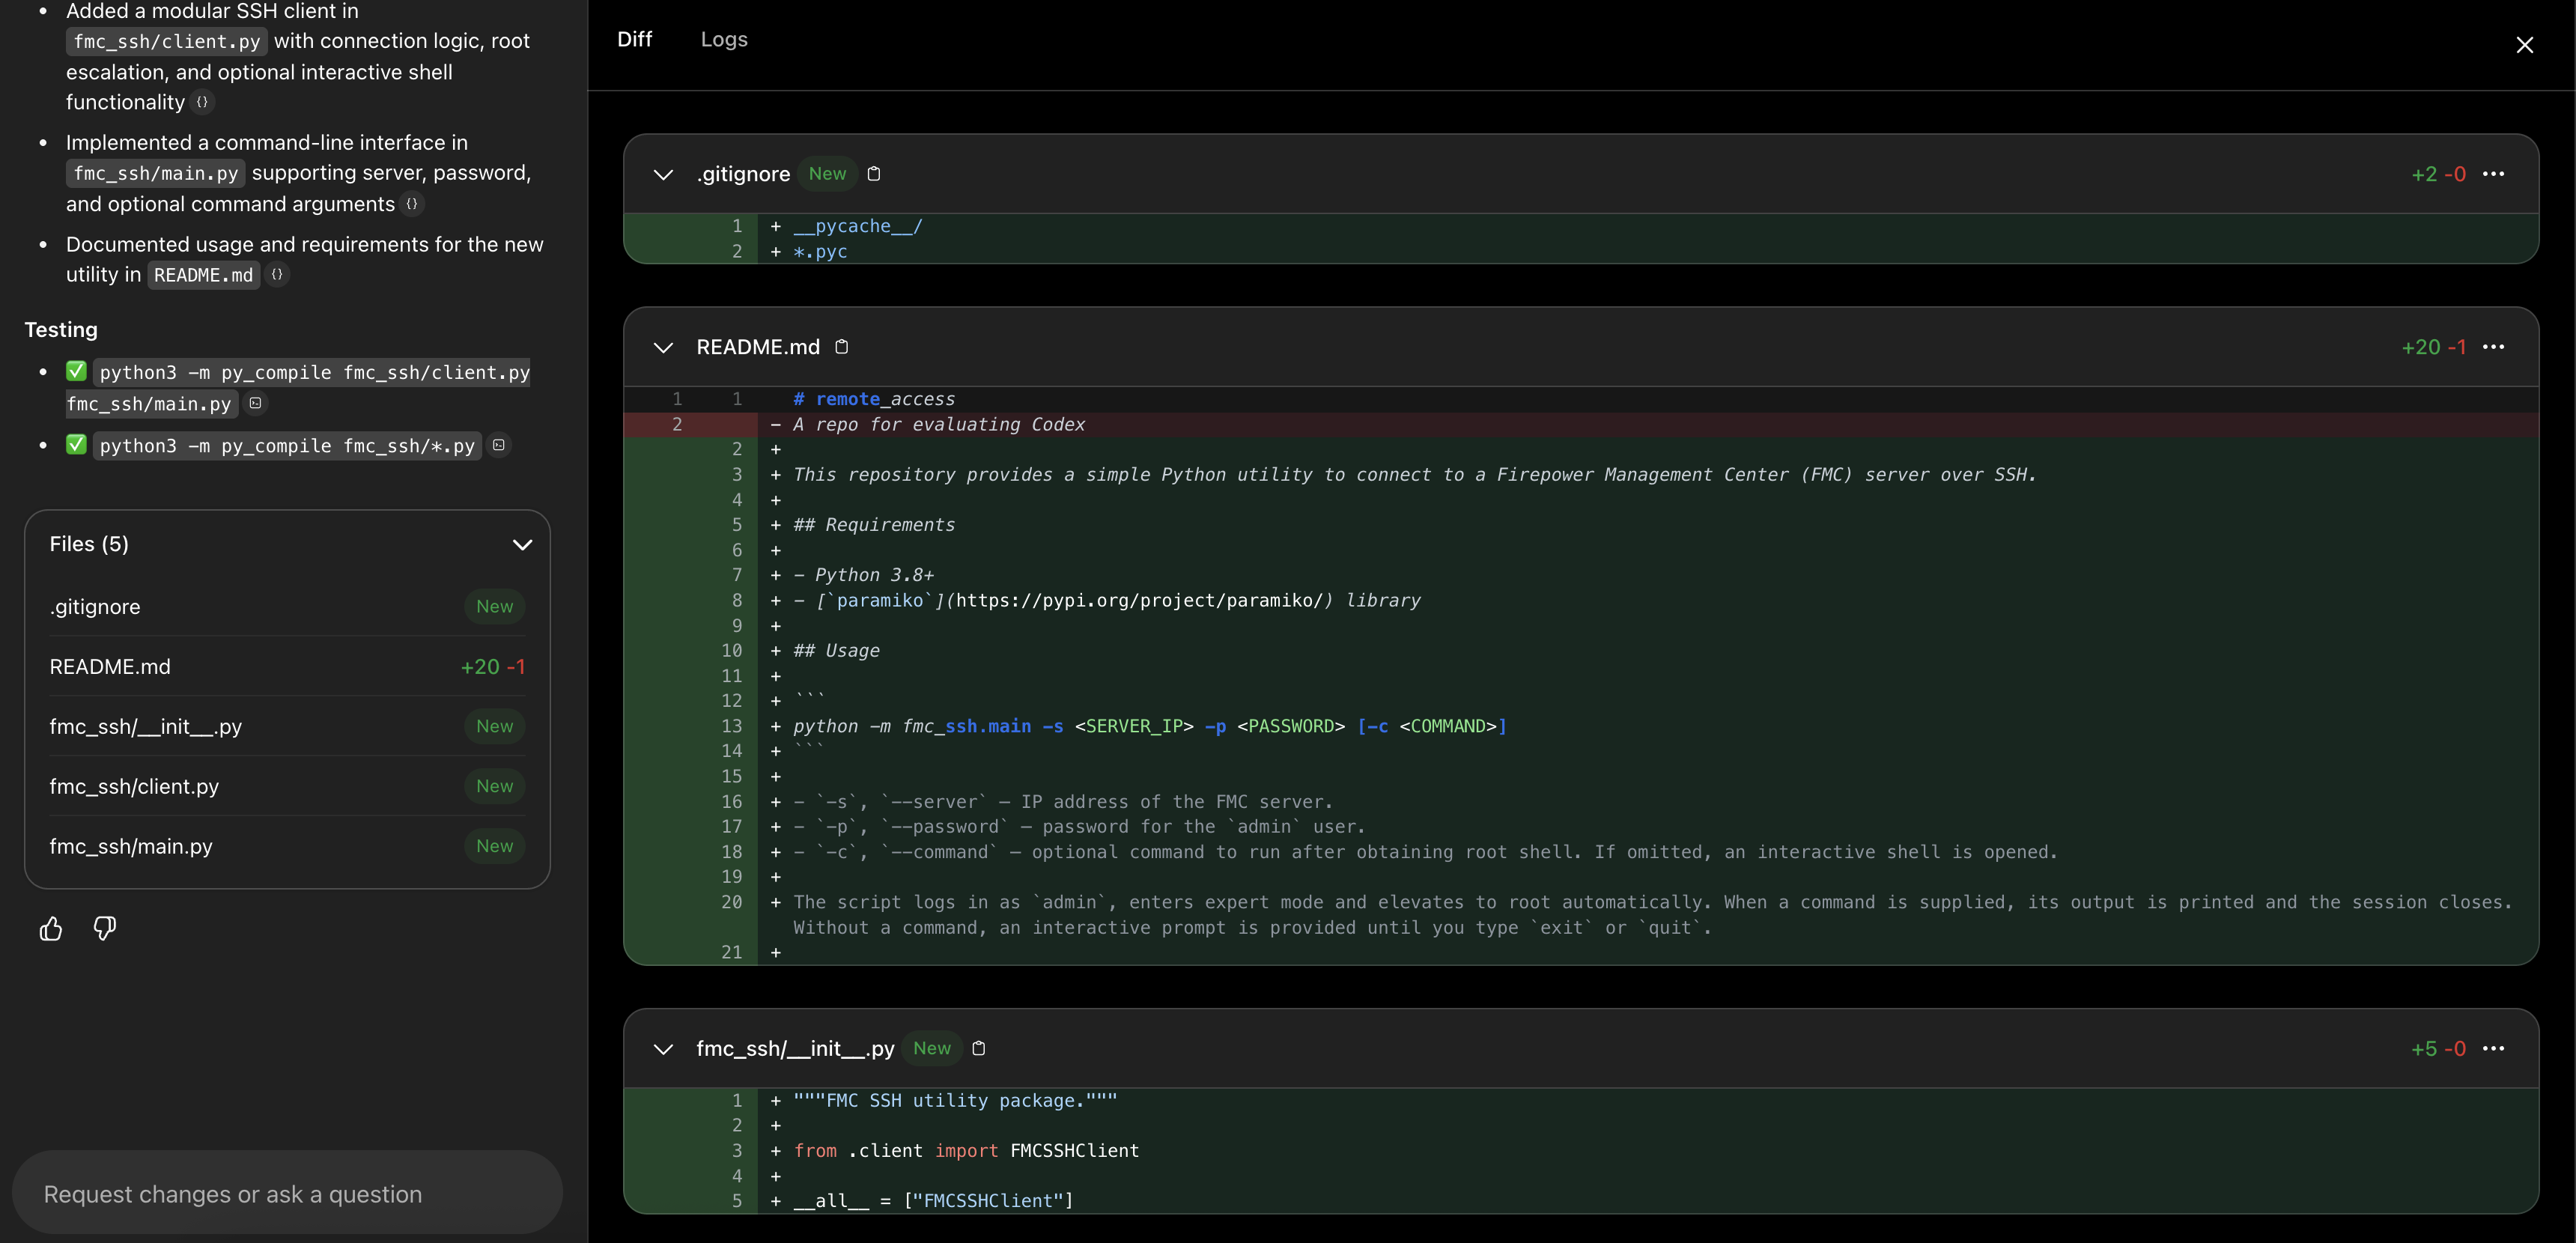 Added a modular SSH client in
fmc_ssh/client.py with connection logic, root
escalation, and optional interactive shell
functionality {}
Implemented a command-line interface in
fmc_ssh/main.py supporting server, password,
and optional command arguments {}
Documented usage and requirements for the new
utility in README.md {}
Testing
✅ python3 -m py_compile fmc_ssh/client.py
fmc_ssh/main.py
✅ python3 -m py_compile fmc_ssh/*.py
Files (5)
.gitignore New
README.md +20 -1
fmc_ssh/__init__.py New
fmc_ssh/client.py New
fmc_ssh/main.py New
Request changes or ask a question
Diff Logs
.gitignore New +2 -0
1 + __pycache__/
2 + *.pyc
README.md +20 -1
1 1 # remote_access
2 - A repo for evaluating Codex
2 +
3 + This repository provides a simple Python utility to connect to a Firepower Management Center (FMC) server over SSH.
4 +
5 + ## Requirements
6 +
7 + - Python 3.8+
8 + - [`paramiko`](https://pypi.org/project/paramiko/) library
9 +
10 + ## Usage
11 +
12 + ```
13 + python -m fmc_ssh.main -s <SERVER_IP> -p <PASSWORD> [-c <COMMAND>]
14 + ```
15 +
16 + - `-s`, `--server` – IP address of the FMC server.
17 + - `-p`, `--password` – password for the `admin` user.
18 + - `-c`, `--command` – optional command to run after obtaining root shell. If omitted, an interactive shell is opened.
19 +
20 + The script logs in as `admin`, enters expert mode and elevates to root automatically. When a command is supplied, its output is printed and the session closes.
Without a command, an interactive prompt is provided until you type `exit` or `quit`.
21 +
fmc_ssh/__init__.py New +5 -0
1 + """FMC SSH utility package."""
2 +
3 + from .client import FMCSSHClient
4 +
5 + __all__ = ["FMCSSHClient"]